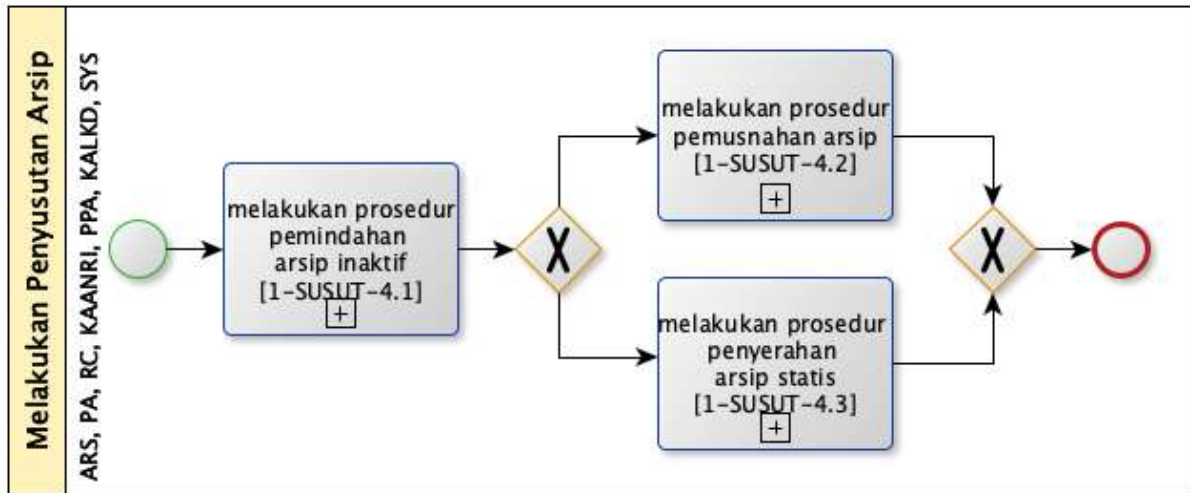 Melakukan Penyusutan Arsip
ARS, PA, RC, KAANRI, PPA, KALKD, SYS
melakukan prosedur
pemindahan
arsip inaktif
[1-SUSUT-4.1]
melakukan prosedur
pemusnahan arsip
[1-SUSUT-4.2]
melakukan prosedur
penyerahan
arsip statis
[1-SUSUT-4.3]